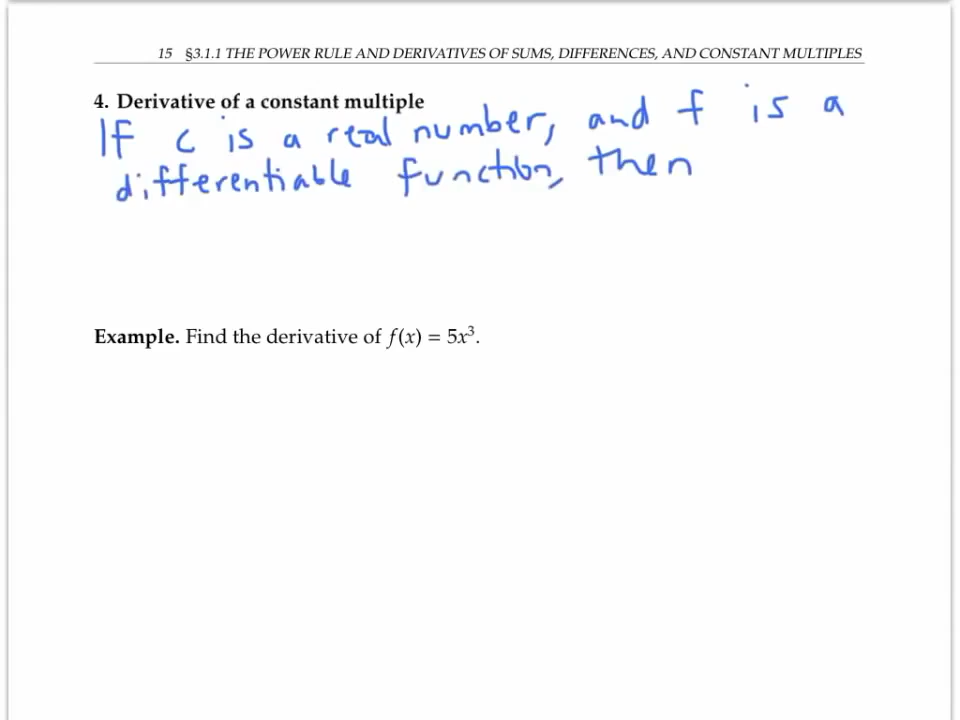 15 §3.1.1 THE POWER RULE AND DERIVATIVES OF SUMS, DIFFERENCES, AND CONSTANT MULTIPLES
4. Derivative of a constant multiple
If c is a real number, and f is a
differentiable function, then
Example. Find the derivative of f(x) = 5x³.